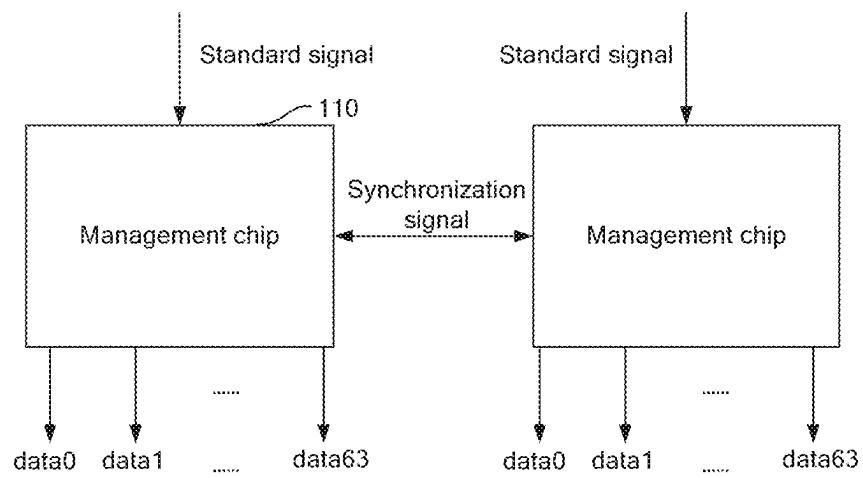 Standard signal
Standard signal
110
Synchronization
signal
Management chip
Management chip
...... ......
data0 data1 ...... data63 data0 data1 ...... data63